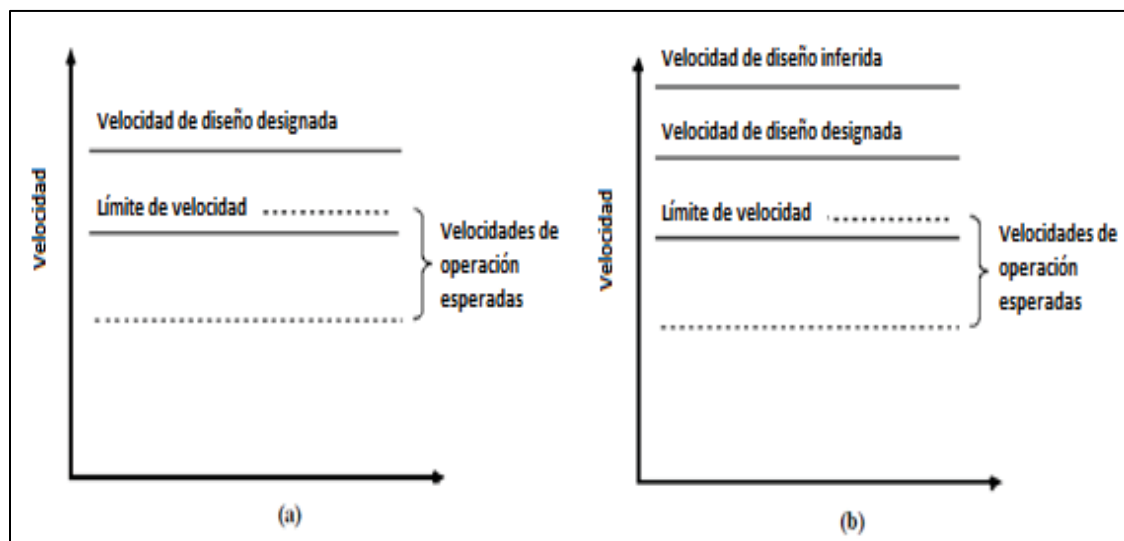 Velocidad
Velocidad de diseño designada
Límite de velocidad
Velocidades de
operación
esperadas
(a)
Velocidad
Velocidad de diseño inferida
Velocidad de diseño designada
Límite de velocidad
Velocidades de
operación
esperadas
(b)